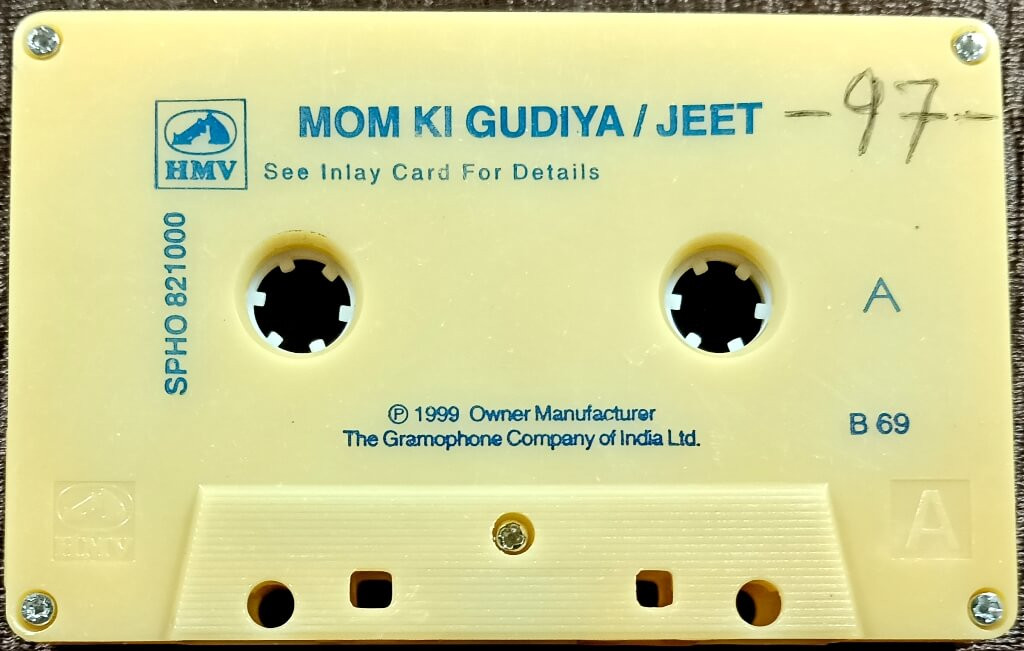 MOM KI GUDIYA / JEET -97-
HMV
See Inlay Card For Details
SPHO 821000
A
℗ 1999 Owner Manufacturer
The Gramophone Company of India Ltd.
B 69
HMV
A